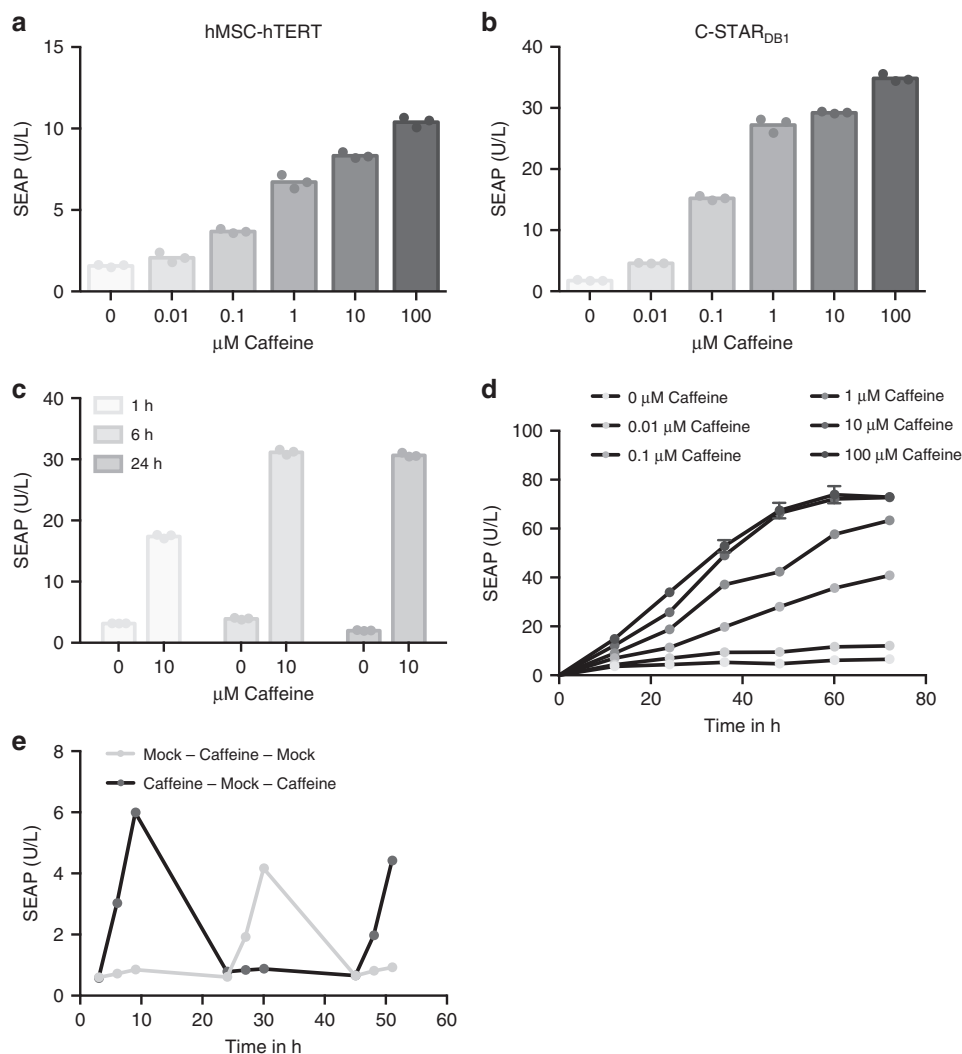 a
hMSC-hTERT
15
10
5
0
SEAP (U/L)
0 0.01 0.1 1 10 100
μM Caffeine
b
C-STAR_DB1
40
30
20
10
0
SEAP (U/L)
0 0.01 0.1 1 10 100
μM Caffeine
c
1 h
6 h
24 h
40
30
20
10
0
SEAP (U/L)
0 10 0 10 0 10
μM Caffeine
d
0 μM Caffeine
0.01 μM Caffeine
0.1 μM Caffeine
1 μM Caffeine
10 μM Caffeine
100 μM Caffeine
100
80
60
40
20
0
SEAP (U/L)
0 20 40 60 80
Time in h
e
Mock – Caffeine – Mock
Caffeine – Mock – Caffeine
8
6
4
2
0
SEAP (U/L)
0 10 20 30 40 50 60
Time in h